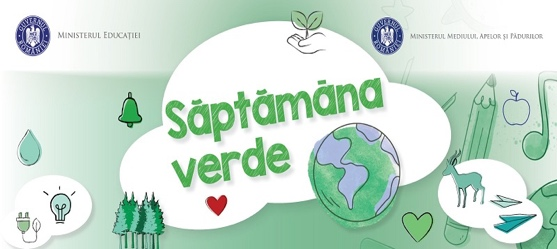 Ministerul Educației
Ministerul Mediului, Apelor și Pădurilor
Săptămâna
verde